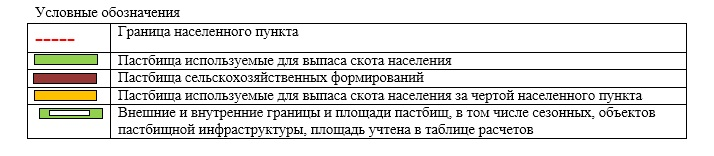 Условные обозначения
Граница населенного пункта
Пастбища используемые для выпаса скота населения
Пастбища сельскохозяйственных формирований
Пастбища используемые для выпаса скота населения за чертой населенного пункта
Внешние и внутренние границы и площади пастбищ, в том числе сезонных, объектов
пастбищной инфраструктуры, площадь учтена в таблице расчетов